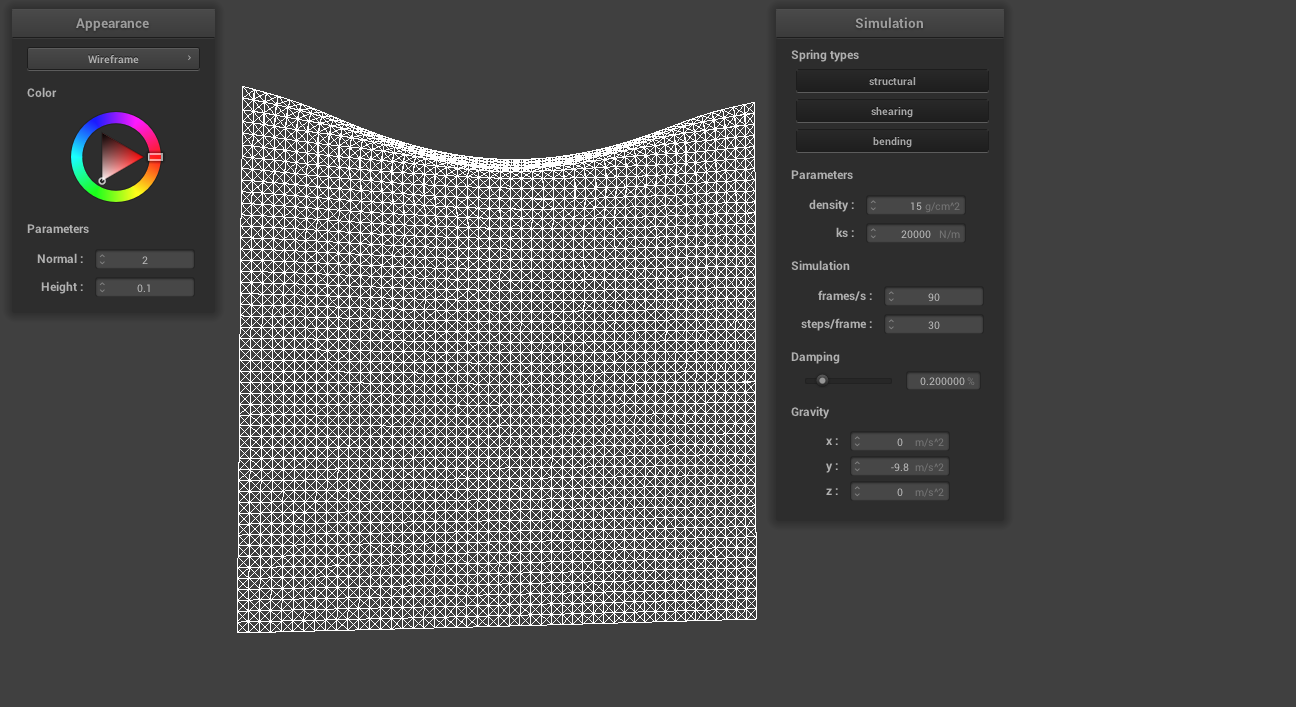 Appearance
Wireframe ›
Color
Parameters
Normal : 2
Height : 0.1
Simulation
Spring types
structural
shearing
bending
Parameters
density : 15 g/cm^2
ks : 20000 N/m
Simulation
frames/s : 90
steps/frame : 30
Damping
0.200000 %
Gravity
x : 0 m/s^2
y : -9.8 m/s^2
z : 0 m/s^2